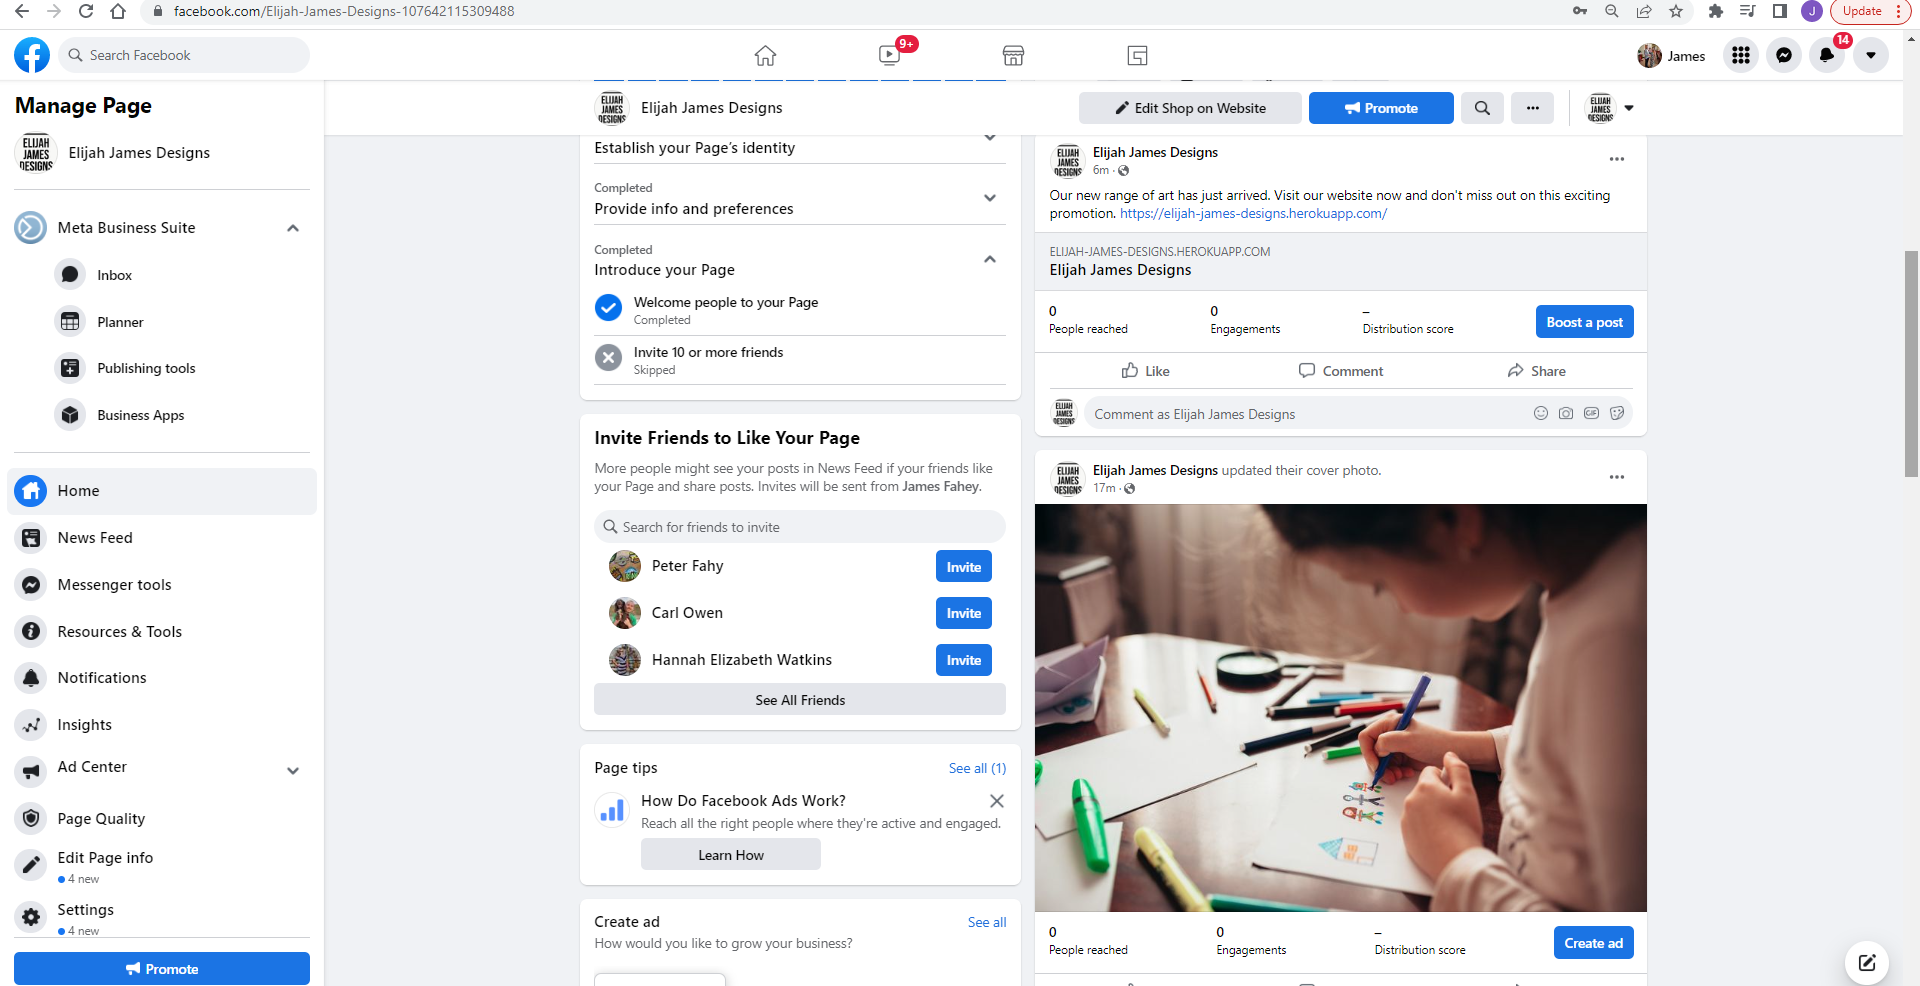 facebook.com/Elijah-James-Designs-107642115309488
J
Update
Search Facebook
9+
James
14
Manage Page
Elijah James Designs
Meta Business Suite
Inbox
Planner
Publishing tools
Business Apps
Home
News Feed
Messenger tools
Resources & Tools
Notifications
Insights
Ad Center
Page Quality
Edit Page info
4 new
Settings
4 new
Promote
ELIJAH
JAMES
DESIGNS
Elijah James Designs
Edit Shop on Website
Promote
Establish your Page’s identity
Completed
Provide info and preferences
Completed
Introduce your Page
Welcome people to your Page
Completed
Invite 10 or more friends
Skipped
Invite Friends to Like Your Page
More people might see your posts in News Feed if your friends like
your Page and share posts. Invites will be sent from James Fahey.
Search for friends to invite
Peter Fahy
Invite
Carl Owen
Invite
Hannah Elizabeth Watkins
Invite
See All Friends
Page tips
See all (1)
How Do Facebook Ads Work?
Reach all the right people where they're active and engaged.
Learn How
Create ad
See all
How would you like to grow your business?
Elijah James Designs
6m ·
Our new range of art has just arrived. Visit our website now and don't miss out on this exciting
promotion. https://elijah-james-designs.herokuapp.com/
ELIJAH-JAMES-DESIGNS.HEROKUAPP.COM
Elijah James Designs
0
People reached
0
Engagements
–
Distribution score
Boost a post
Like
Comment
Share
Comment as Elijah James Designs
GIF
Elijah James Designs updated their cover photo.
17m ·
0
People reached
0
Engagements
–
Distribution score
Create ad